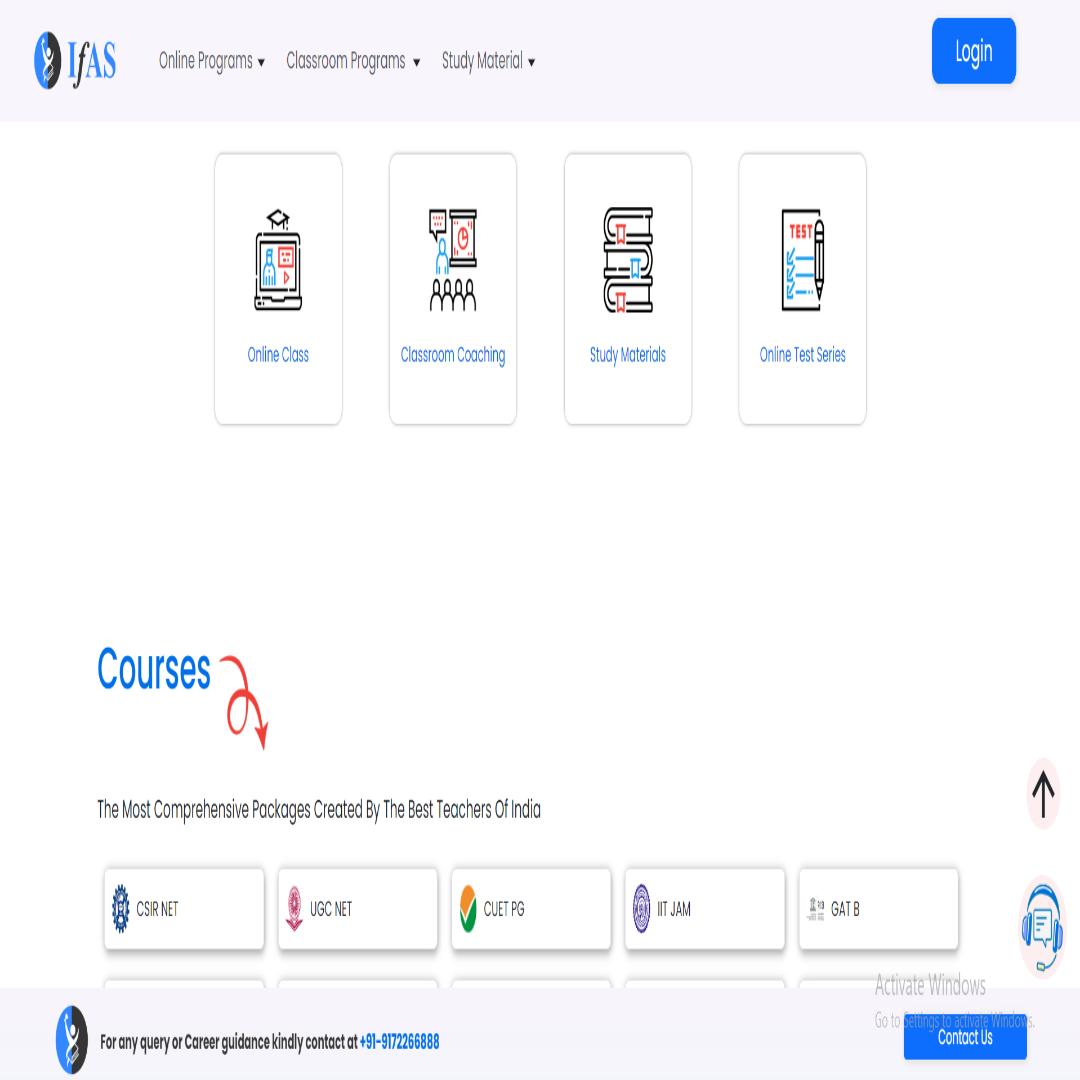 IfAS
Online Programs ▾
Classroom Programs ▾
Study Material ▾
Login
TEST
Online Class
Classroom Coaching
Study Materials
Online Test Series
Courses
The Most Comprehensive Packages Created By The Best Teachers Of India
CSIR NET
UGC NET
CUET PG
IIT JAM
GAT B
Activate Windows
Go to Settings to activate Windows.
For any query or Career guidance kindly contact at +91-9172266888
Contact Us